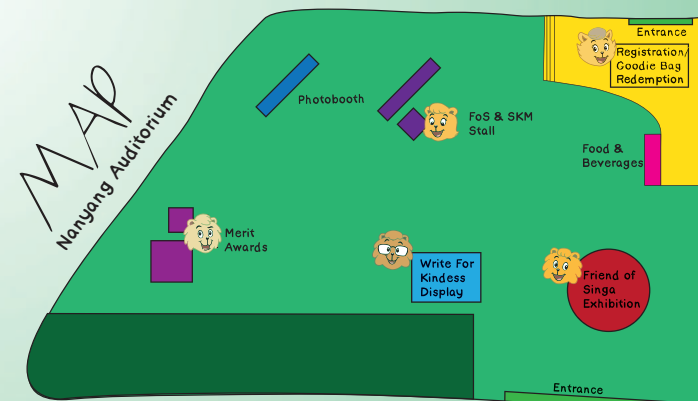 MAP
Nanyang Auditorium
Entrance
Registration/
Goodie Bag
Redemption
Photobooth
FoS & SKM
Stall
Food &
Beverages
Merit
Awards
Write For
Kindess
Display
Friend of
Singa
Exhibition
Entrance